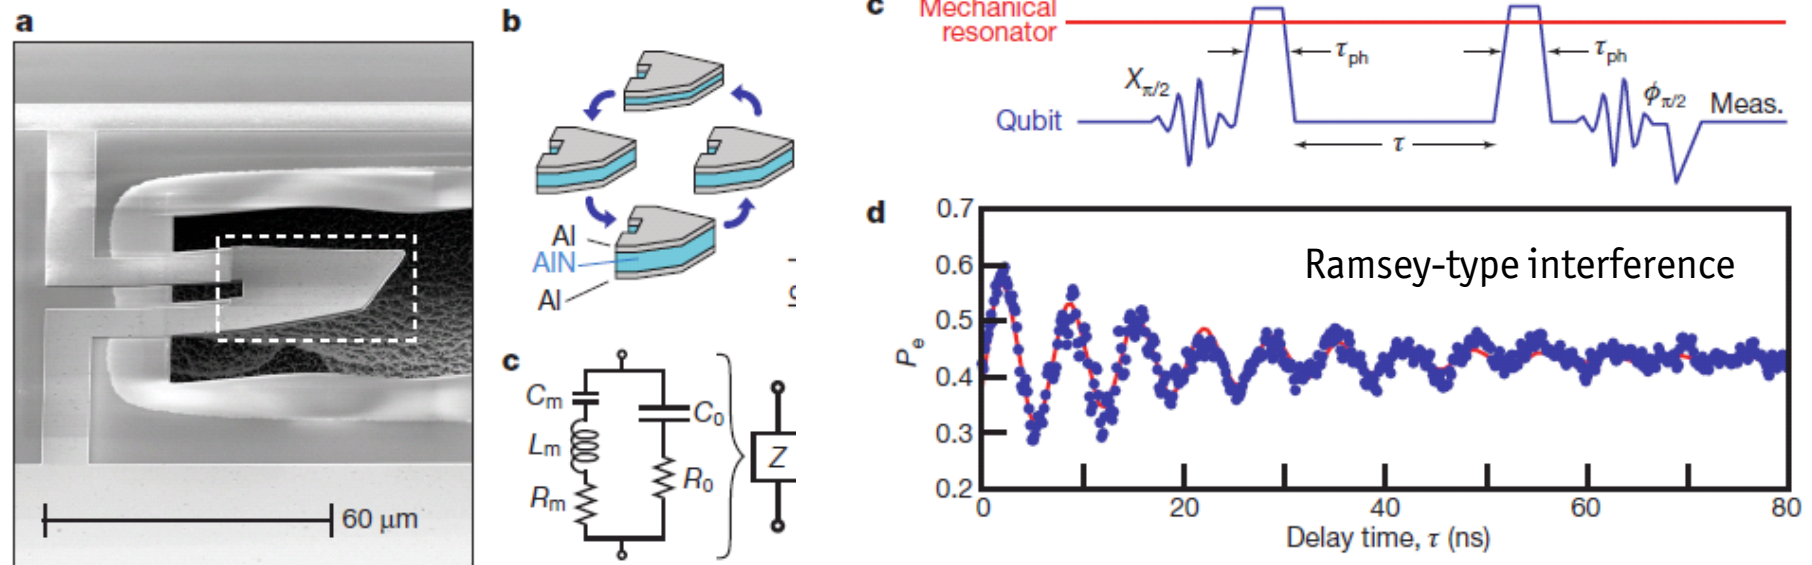 a
60 μm
b
Al
AlN
Al
c
Cm
Lm
Rm
C0
R0
Z
c
Mechanical
resonator
τph
τph
Xπ/2
ϕπ/2
Meas.
Qubit
τ
d
Ramsey-type interference
Pe
0.7
0.6
0.5
0.4
0.3
0.2
0
20
40
60
80
Delay time, τ (ns)